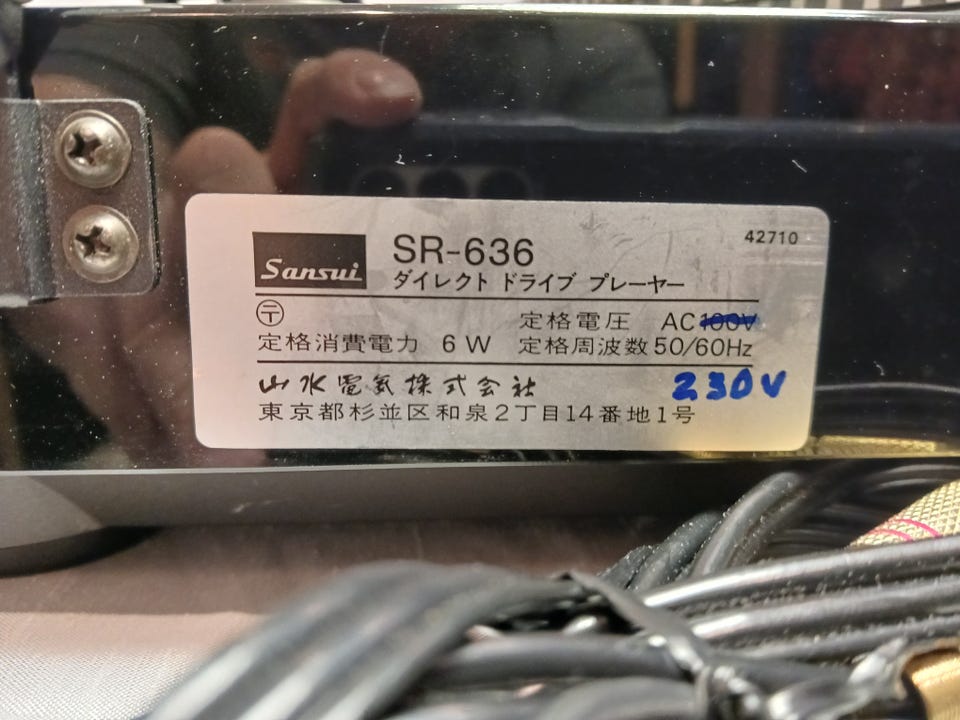 Sansui
SR-636
42710
ダイレクト ドライブ プレーヤー
〒 定格電圧 AC100V
定格消費電力 6W 定格周波数 50/60Hz
山水電気株式会社 230V
東京都杉並区和泉2丁目14番地1号